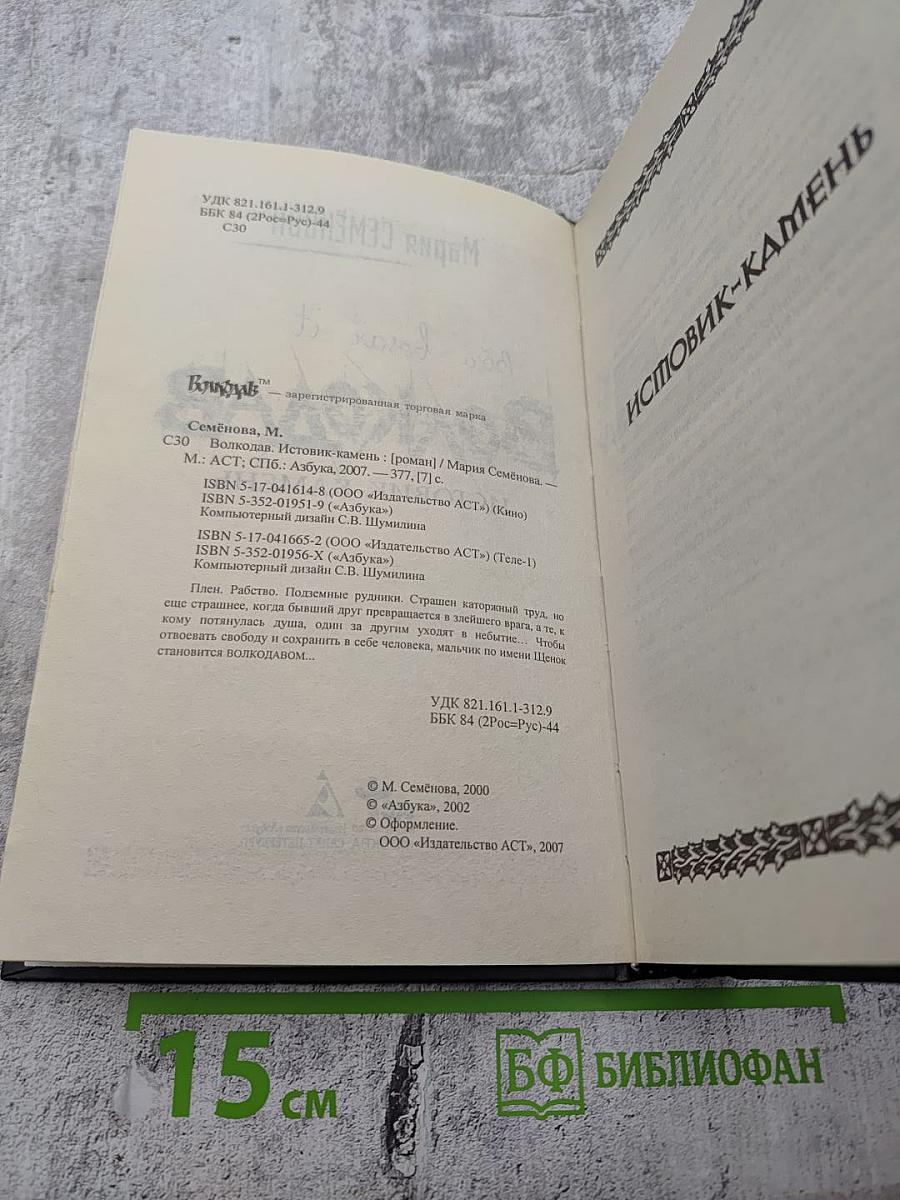 УДК 821.161.1-312.9
ББК 84 (2Рос=Рус)-44
С30
Волкодав™ — зарегистрированная торговая марка
Семёнова, М.
С30 Волкодав. Истовик-камень : [роман] / Мария Семёнова. —
М.: АСТ; СПб.: Азбука, 2007. — 377, [7] с.
ISBN 5-17-041614-8 (ООО «Издательство АСТ») (Кино)
ISBN 5-352-01951-9 («Азбука»)
Компьютерный дизайн С.В. Шумилина
ISBN 5-17-041665-2 (ООО «Издательство АСТ») (Теле-1)
ISBN 5-352-01956-X («Азбука»)
Компьютерный дизайн С.В. Шумилина
Плен. Рабство. Подземные рудники. Страшен каторжный труд, но
еще страшнее, когда бывший друг превращается в злейшего врага, а те, к
кому потянулась душа, один за другим уходят в небытие... Чтобы
отвоевать свободу и сохранить в себе человека, мальчик по имени Щенок
становится ВОЛКОДАВОМ...
УДК 821.161.1-312.9
ББК 84 (2Рос=Рус)-44
© М. Семёнова, 2000
© «Азбука», 2002
© Оформление.
ООО «Издательство АСТ», 2007
ИСТОВИК-КАМЕНЬ
15 см
БФ БИБЛИОФАН